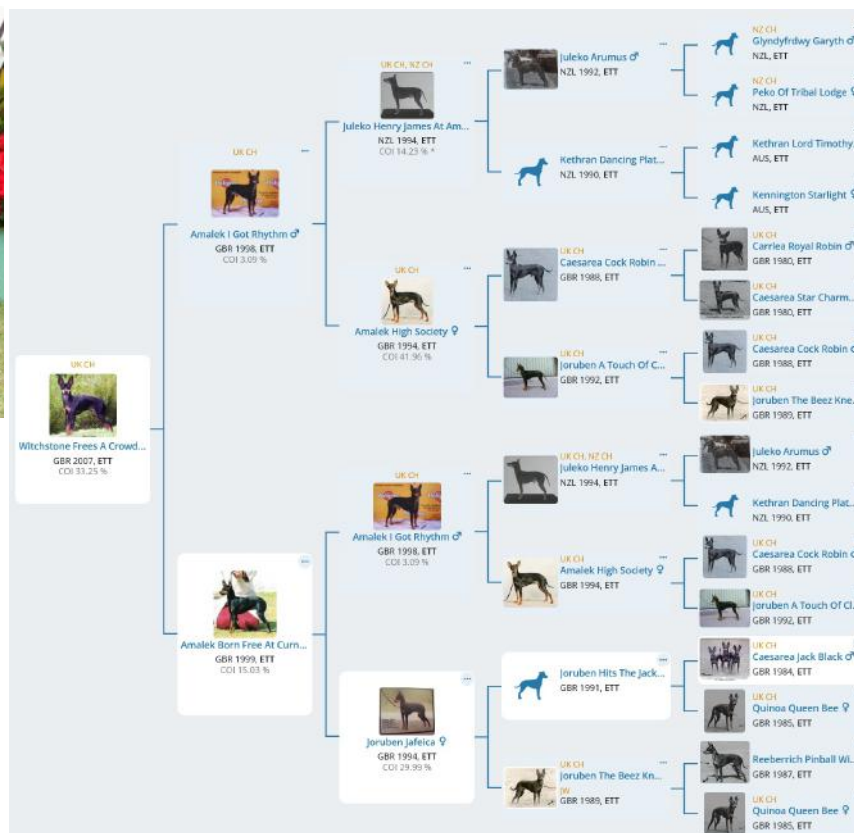 UK CH
Witchstone Frees A Crowd...
GBR 2007, ETT
COI 33.25 %
UK CH
Amalek I Got Rhythm ♂
GBR 1998, ETT
COI 3.09 %
Amalek Born Free At Curn...
GBR 1999, ETT
COI 15.03 %
UK CH, NZ CH
Juleko Henry James At Am...
NZL 1994, ETT
COI 14.23 % *
UK CH
Amalek High Society ♀
GBR 1994, ETT
COI 41.96 %
UK CH
Amalek I Got Rhythm ♂
GBR 1998, ETT
COI 3.09 %
Joruben Jafeica ♀
GBR 1994, ETT
COI 29.99 %
Juleko Arumus ♂
NZL 1992, ETT
Kethran Dancing Plat...
NZL 1990, ETT
UK CH
Caesarea Cock Robin ...
GBR 1988, ETT
UK CH
Joruben A Touch Of C...
GBR 1992, ETT
UK CH, NZ CH
Juleko Henry James A...
NZL 1994, ETT
UK CH
Amalek High Society ♀
GBR 1994, ETT
Joruben Hits The Jack...
GBR 1991, ETT
UK CH
Joruben The Beez Kn...
JW
GBR 1989, ETT
NZ CH
Glyndyfrdwy Garyth ♂
NZL, ETT
NZ CH
Peko Of Tribal Lodge ♀
NZL, ETT
Kethran Lord Timothy
AUS, ETT
Kennington Starlight ♀
AUS, ETT
UK CH
Carriea Royal Robin ♂
GBR 1980, ETT
UK CH
Caesarea Star Charm...
GBR 1980, ETT
UK CH
Caesarea Cock Robin ♂
GBR 1988, ETT
UK CH
Joruben The Beez Kne...
GBR 1989, ETT
Juleko Arumus ♂
NZL 1992, ETT
Kethran Dancing Plat...
NZL 1990, ETT
UK CH
Caesarea Cock Robin ♂
GBR 1988, ETT
UK CH
Joruben A Touch Of Cl...
GBR 1992, ETT
UK CH
Caesarea Jack Black ♂
GBR 1984, ETT
UK CH
Quinoa Queen Bee ♀
GBR 1985, ETT
Reeberrich Pinball Wi...
GBR 1987, ETT
UK CH
Quinoa Queen Bee ♀
GBR 1985, ETT